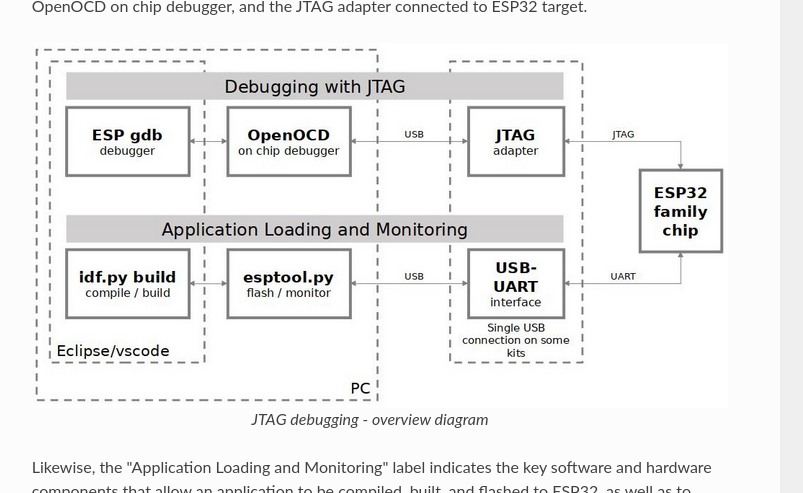 OpenOCD on chip debugger, and the JTAG adapter connected to ESP32 target.
Debugging with JTAG
ESP gdb
debugger
OpenOCD
on chip debugger
USB
JTAG
adapter
JTAG
ESP32
family
chip
Application Loading and Monitoring
idf.py build
compile / build
esptool.py
flash / monitor
USB
USB-
UART
interface
UART
Single USB
connection on some
kits
Eclipse/vscode
PC
JTAG debugging - overview diagram
Likewise, the "Application Loading and Monitoring" label indicates the key software and hardware
components that allow an application to be compiled, built, and flashed to ESP32, as well as to